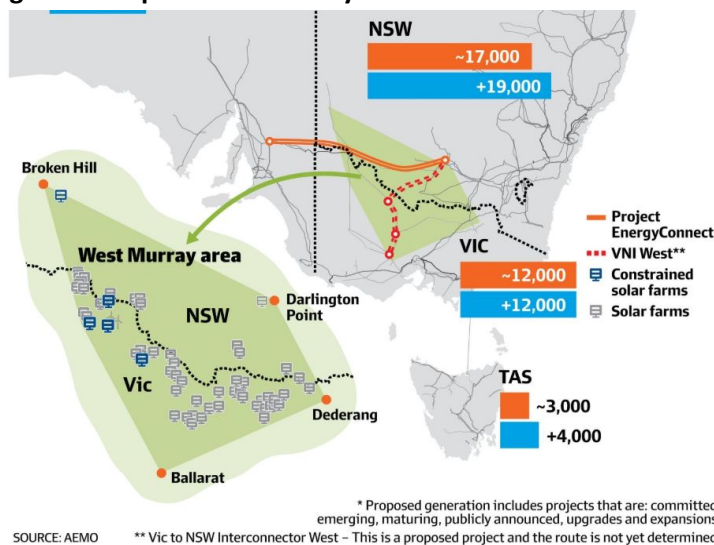 NSW
~17,000
+19,000
Broken Hill
West Murray area
NSW
Darlington
Point
Vic
Dederang
Ballarat
VIC
~12,000
+12,000
Project
EnergyConnect
VNI West**
Constrained
solar farms
Solar farms
TAS
~3,000
+4,000
* Proposed generation includes projects that are: committed
emerging, maturing, publicly announced, upgrades and expansions
SOURCE: AEMO ** Vic to NSW Interconnector West – This is a proposed project and the route is not yet determined